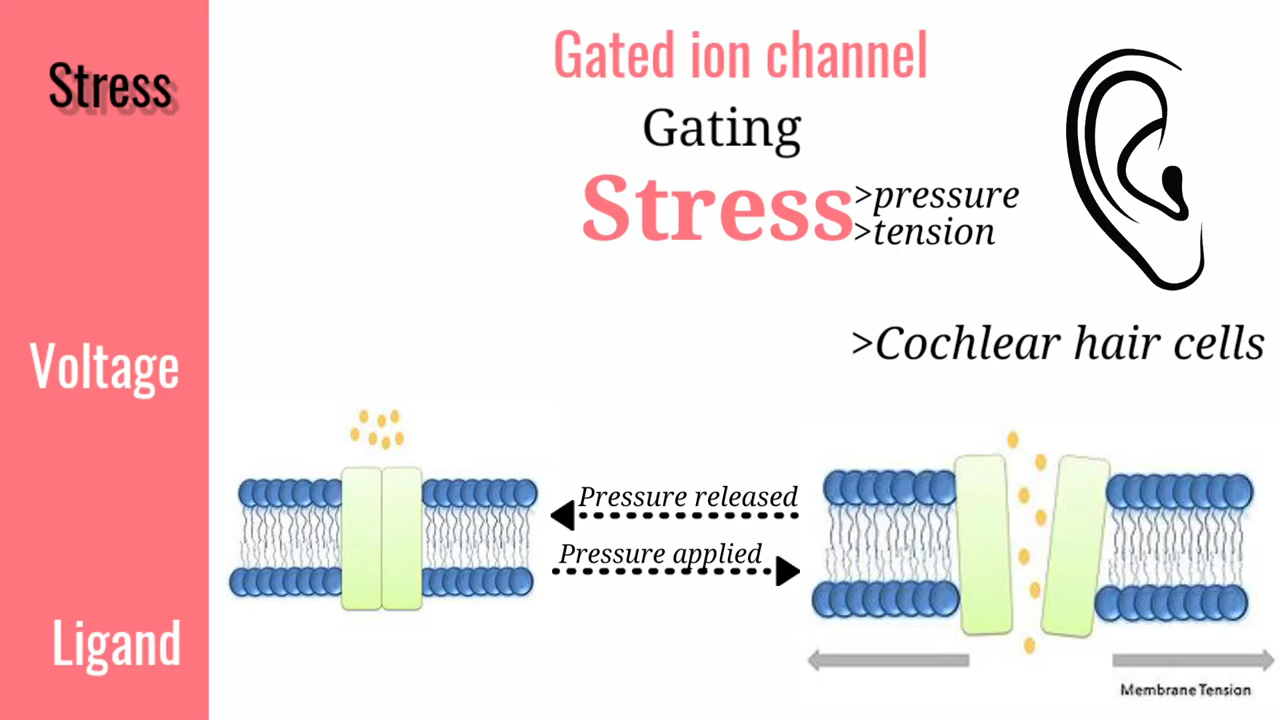 Stress
Voltage
Ligand
Gated ion channel
Gating
Stress
>pressure
>tension
>Cochlear hair cells
Pressure released
Pressure applied
Membrane Tension